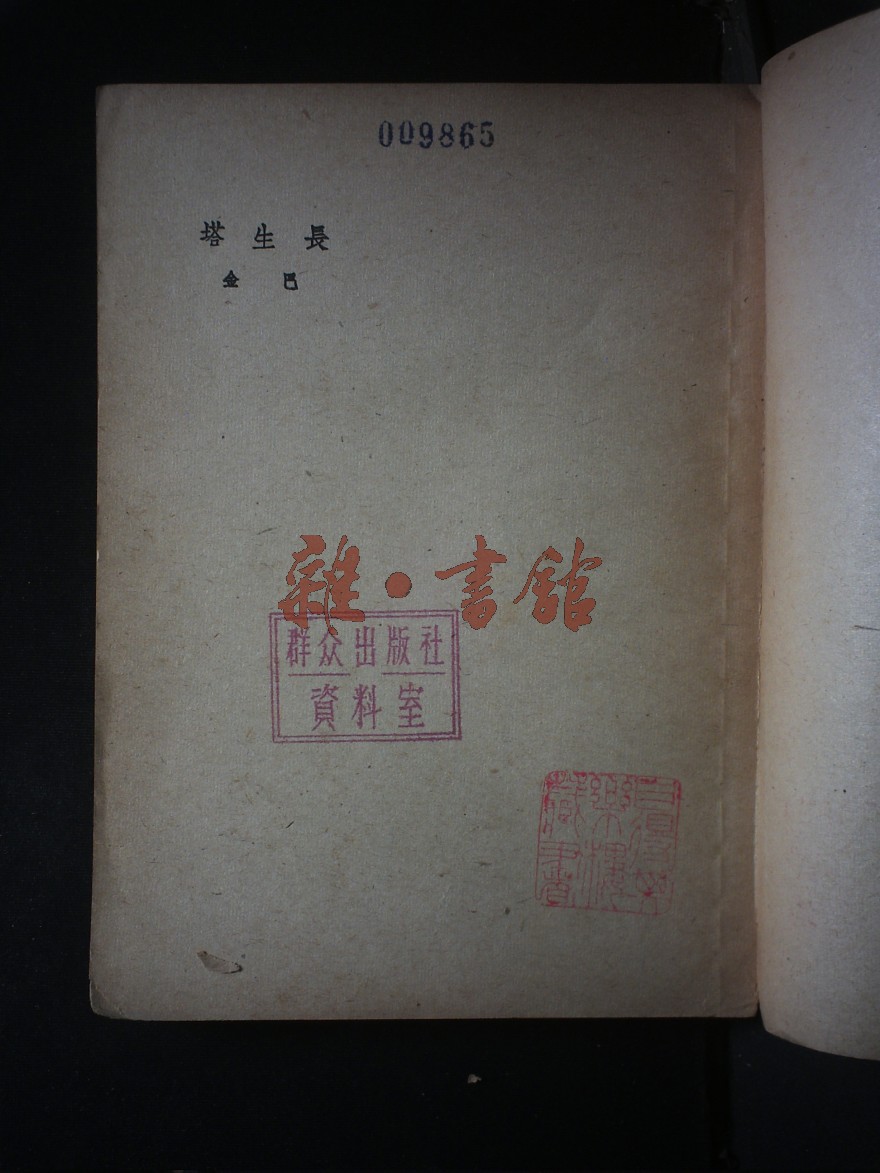 009865
塔生長
金巴
雜·書館
群众出版社
資料室